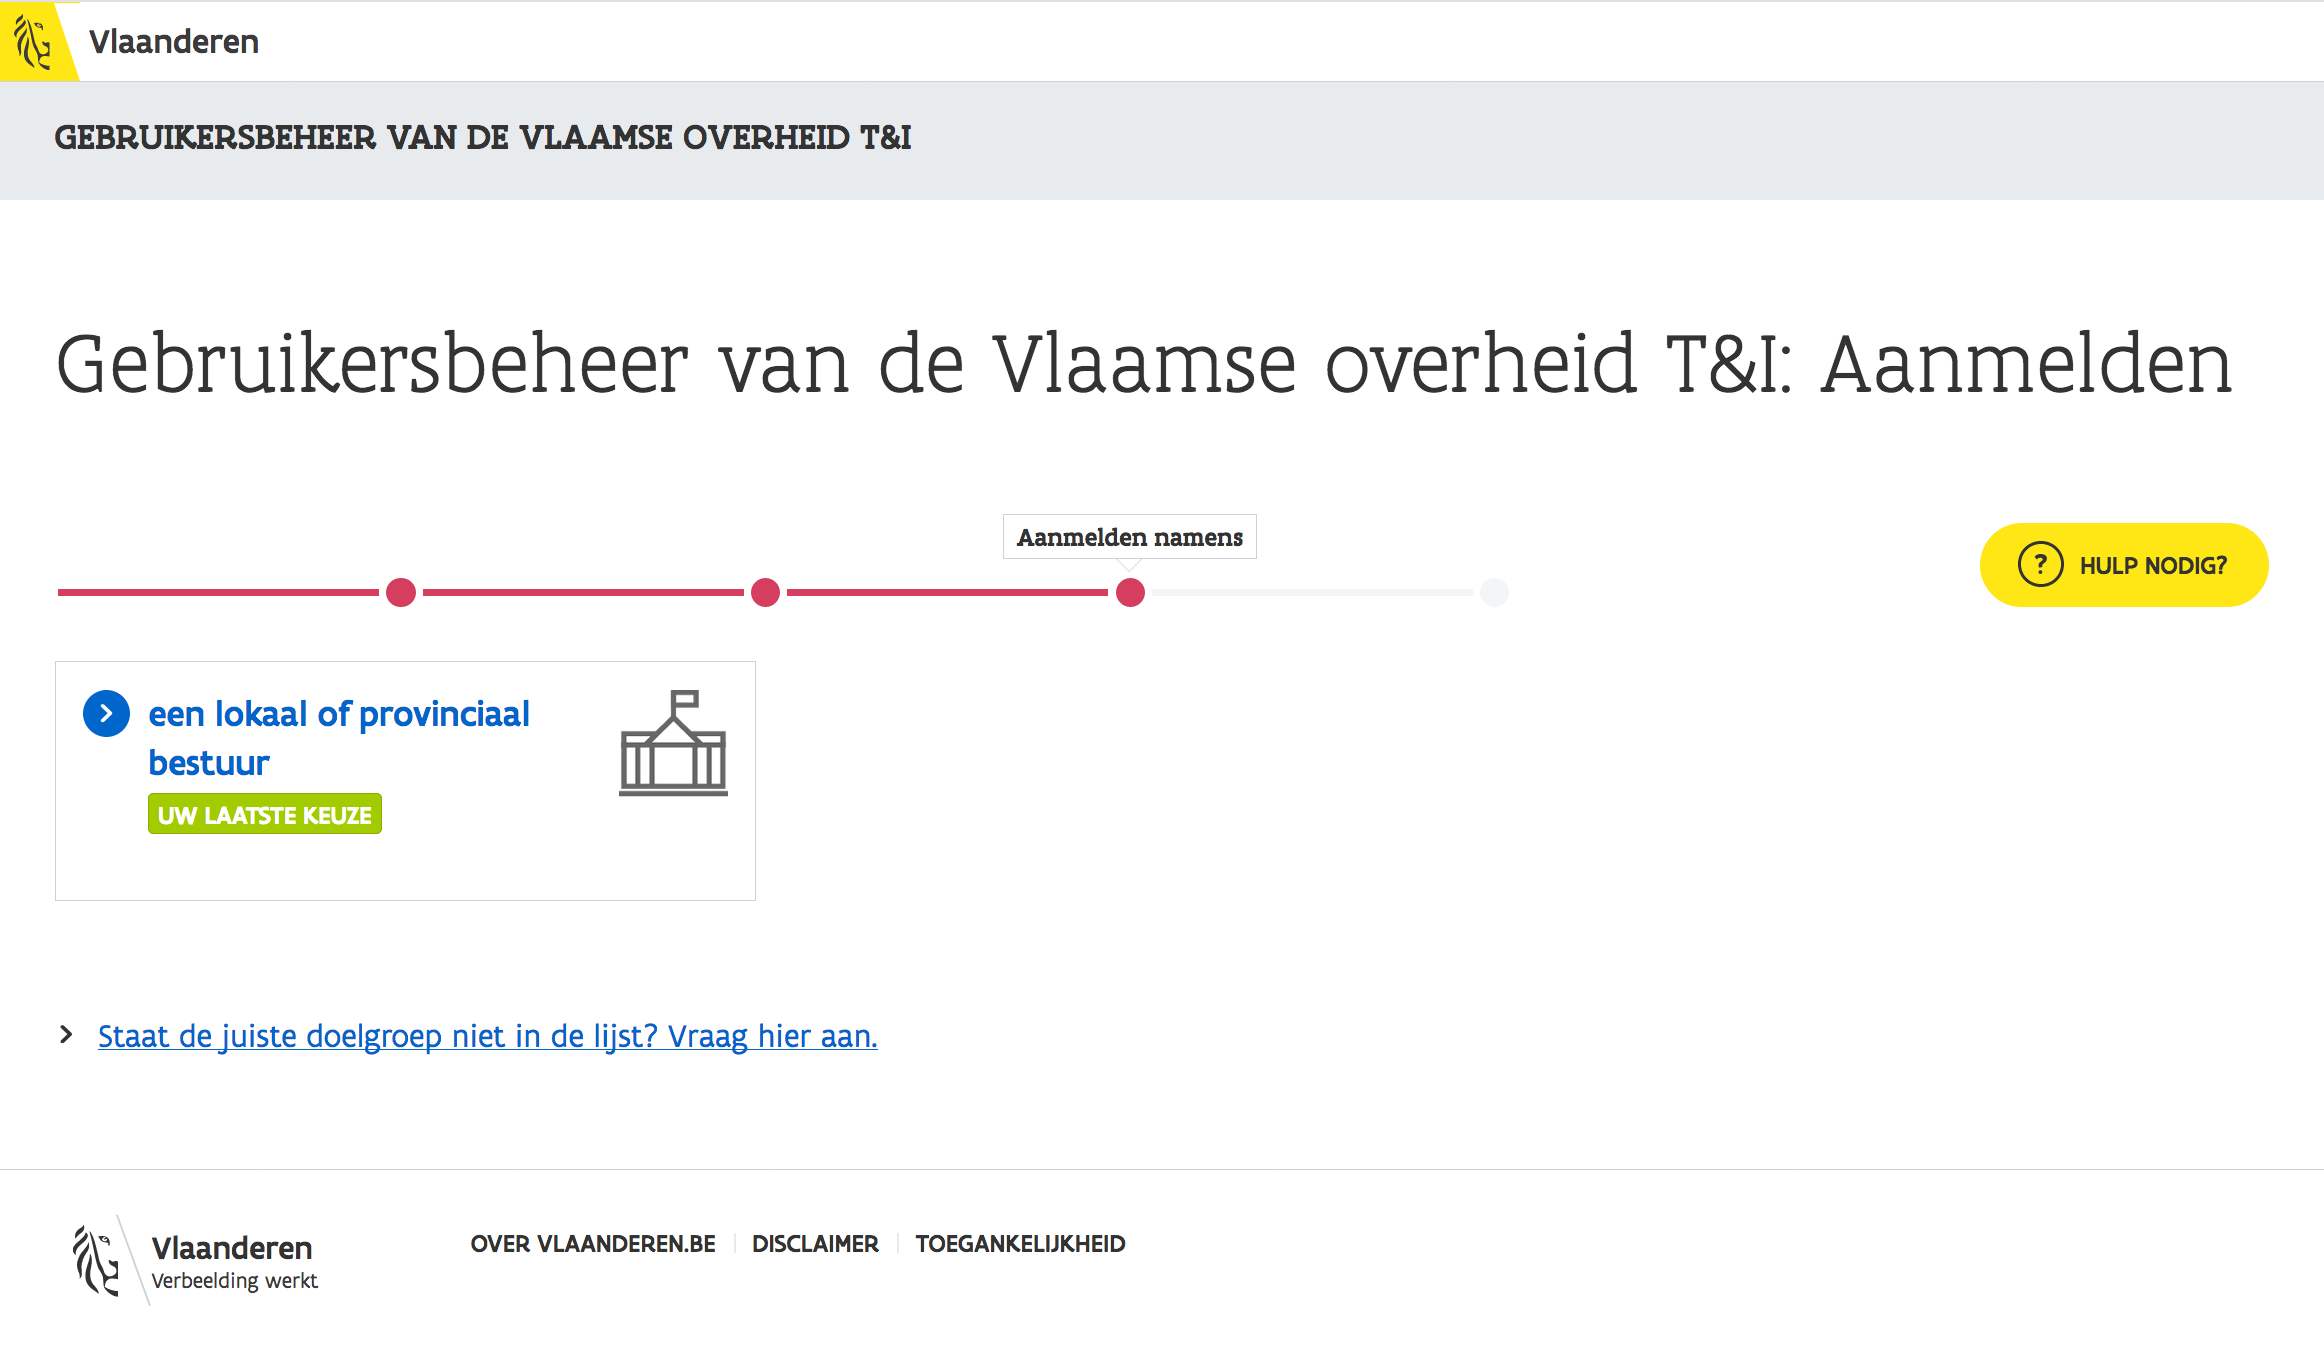 Vlaanderen
GEBRUIKERSBEHEER VAN DE VLAAMSE OVERHEID T&I
Gebruikersbeheer van de Vlaamse overheid T&I: Aanmelden
Aanmelden namens
? HULP NODIG?
een lokaal of provinciaal
bestuur
UW LAATSTE KEUZE
Staat de juiste doelgroep niet in de lijst? Vraag hier aan.
Vlaanderen
Verbeelding werkt
OVER VLAANDEREN.BE DISCLAIMER TOEGANKELIJKHEID